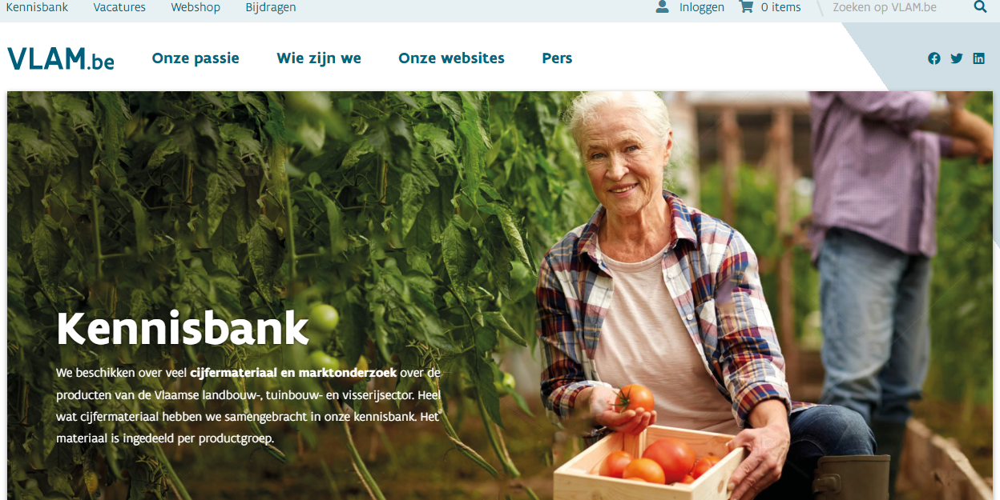 Kennisbank Vacatures Webshop Bijdragen Inloggen 0 items Zoeken op VLAM.be
VLAM.be Onze passie Wie zijn we Onze websites Pers
Kennisbank
We beschikken over veel cijfermateriaal en marktonderzoek over de
producten van de Vlaamse landbouw-, tuinbouw- en visserijsector. Heel
wat cijfermateriaal hebben we samengebracht in onze kennisbank. Het
materiaal is ingedeeld per productgroep.